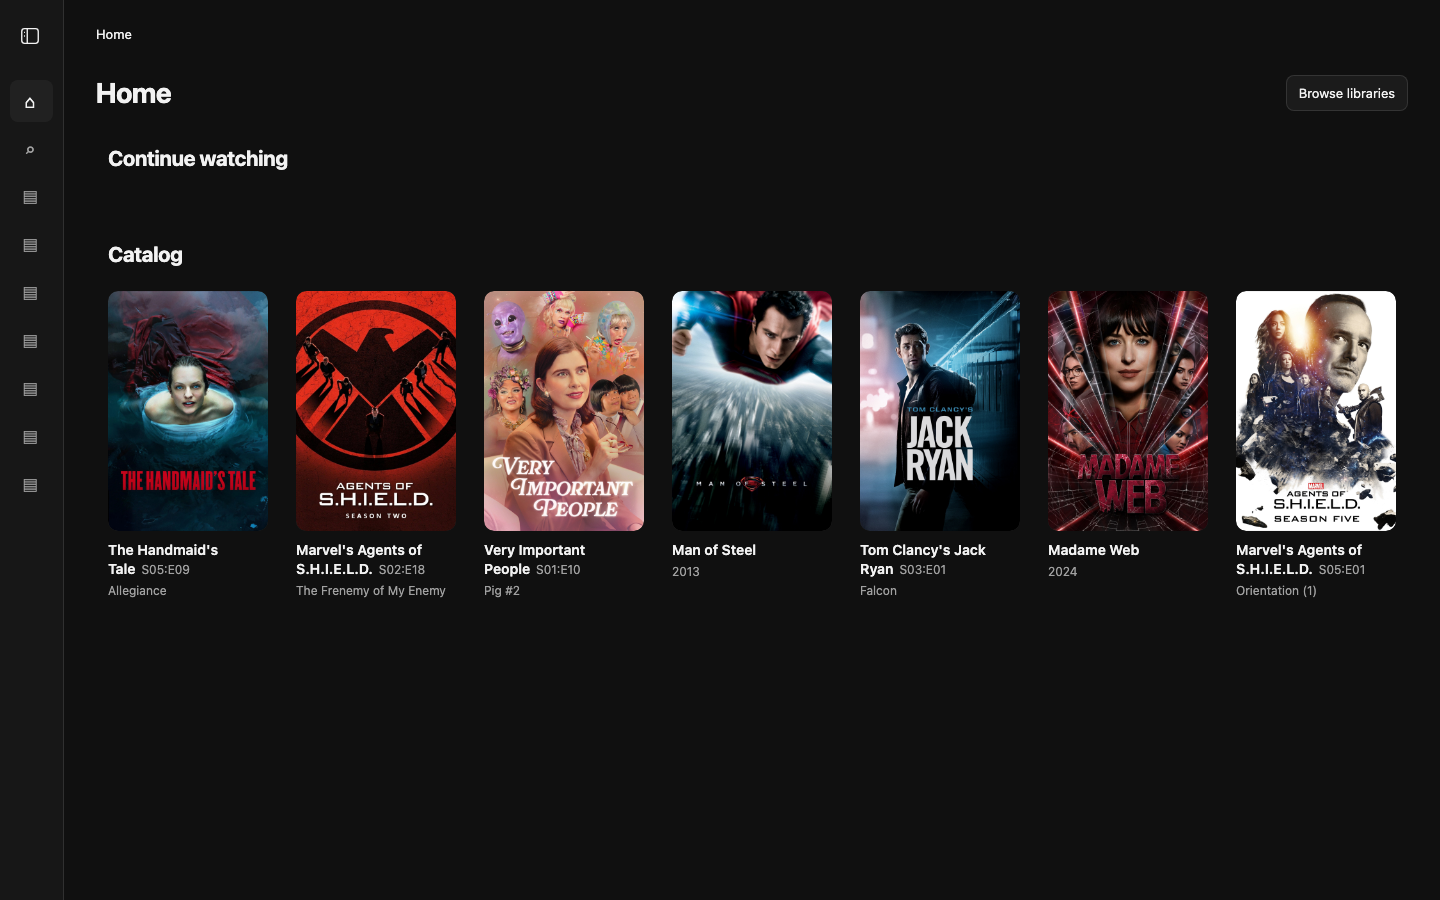 Home
Home
Browse libraries
Continue watching
Catalog
THE HANDMAID'S TALE
AGENTS OF
S.H.I.E.L.D.
SEASON TWO
VERY
IMPORTANT
PEOPLE
MAN OF STEEL
TOM CLANCY'S
JACK
RYAN
MADAME
WEB
MARVEL
AGENTS OF
S.H.I.E.L.D.
SEASON FIVE
The Handmaid's
Tale S05:E09
Allegiance
Marvel's Agents of
S.H.I.E.L.D. S02:E18
The Frenemy of My Enemy
Very Important
People S01:E10
Pig #2
Man of Steel
2013
Tom Clancy's Jack
Ryan S03:E01
Falcon
Madame Web
2024
Marvel's Agents of
S.H.I.E.L.D. S05:E01
Orientation (1)